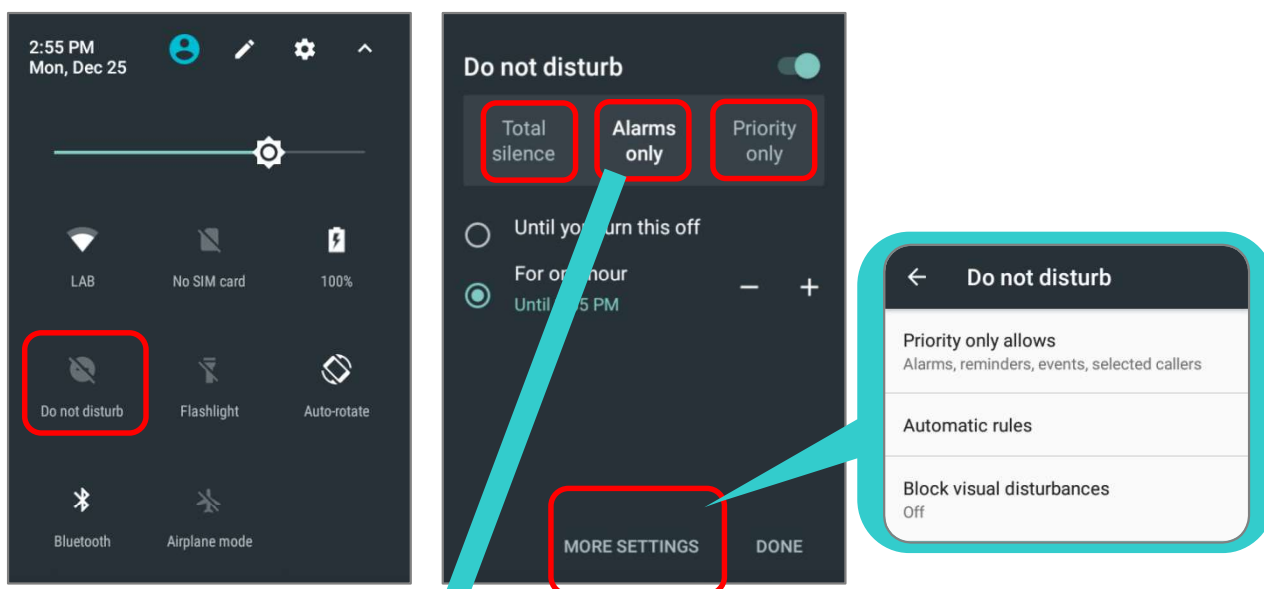 2:55 PM
Mon, Dec 25
LAB
No SIM card
100%
Do not disturb
Flashlight
Auto-rotate
Bluetooth
Airplane mode
Do not disturb
Total silence
Alarms only
Priority only
Until you turn this off
For one hour
Until 5 PM
MORE SETTINGS
DONE
Do not disturb
Priority only allows
Alarms, reminders, events, selected callers
Automatic rules
Block visual disturbances
Off